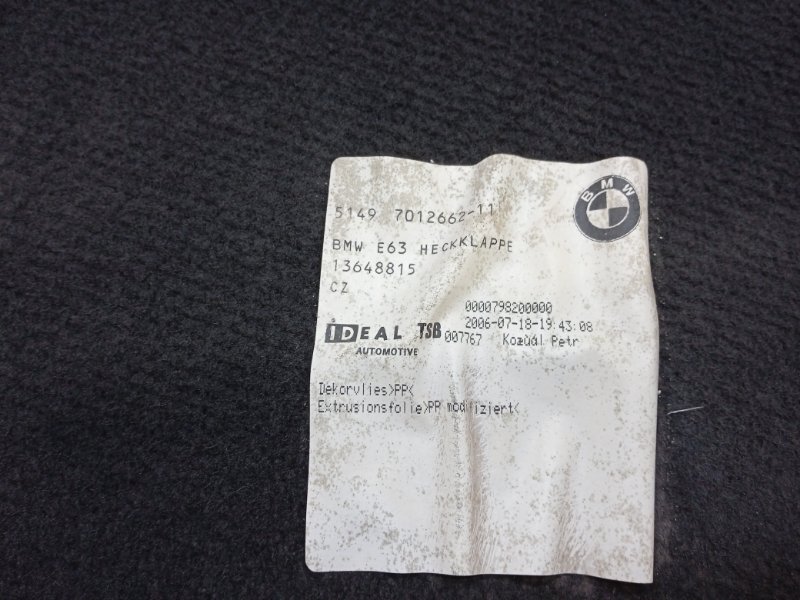 BMW
5149 7012662-11
BMW E63 HECKKLAPPE
13648815
CZ
0000798200000
2006-07-18-19:43:08
iDEAL TSB 007767 Kozúál Petr
AUTOMOTIVE
Dekorvlies>PP<
Extrusionsfolie>PP modifiziert<